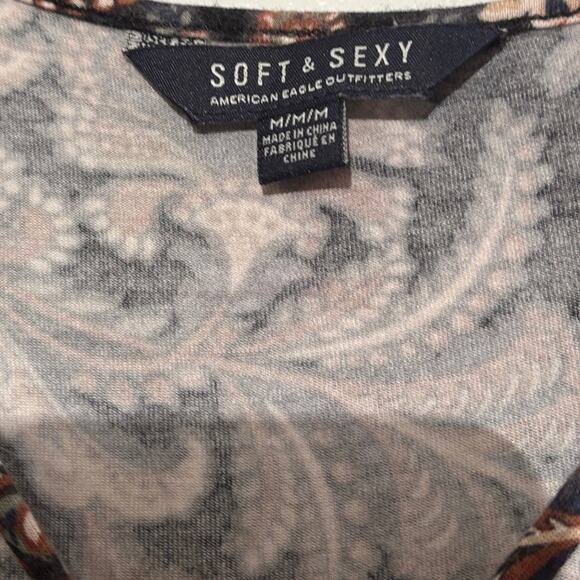 SOFT & SEXY
AMERICAN EAGLE OUTFITTERS
M/M/M
MADE IN CHINA
FABRIQUÉ EN
CHINE